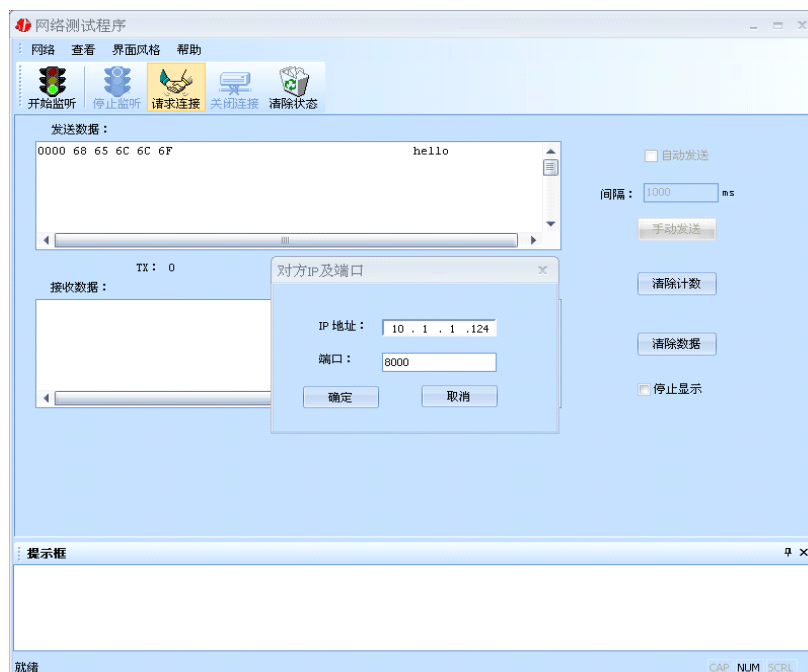 网络测试程序
网络 查看 界面风格 帮助
开始监听 停止监听 请求连接 关闭连接 清除状态
发送数据：
0000 68 65 6C 6C 6F hello
自动发送
间隔： 1000 ms
手动发送
TX： 0
接收数据：
清除计数
对方IP及端口
IP 地址： 10 . 1 . 1 .124
端口： 8000
确定 取消
清除数据
停止显示
提示框
就绪
CAP NUM SCRL